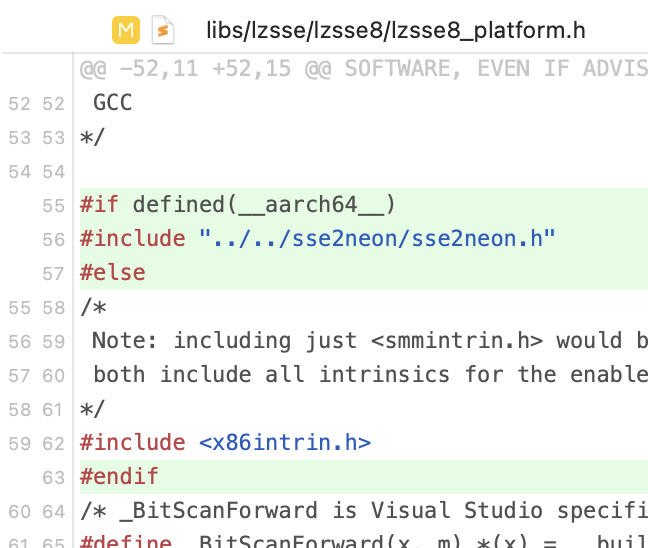 M S libs/lzsse/lzsse8/lzsse8_platform.h
@@ -52,11 +52,15 @@ SOFTWARE, EVEN IF ADVIS
52 52 GCC
53 53 */
54 54
55 #if defined(__aarch64__)
56 #include "../../sse2neon/sse2neon.h"
57 #else
55 58 /*
56 59 Note: including just <smmintrin.h> would b
57 60 both include all intrinsics for the enable
58 61 */
59 62 #include <x86intrin.h>
63 #endif
60 64 /* _BitScanForward is Visual Studio specifi
61 65 #define _BitScanForward(x, m) *(x) = __buil